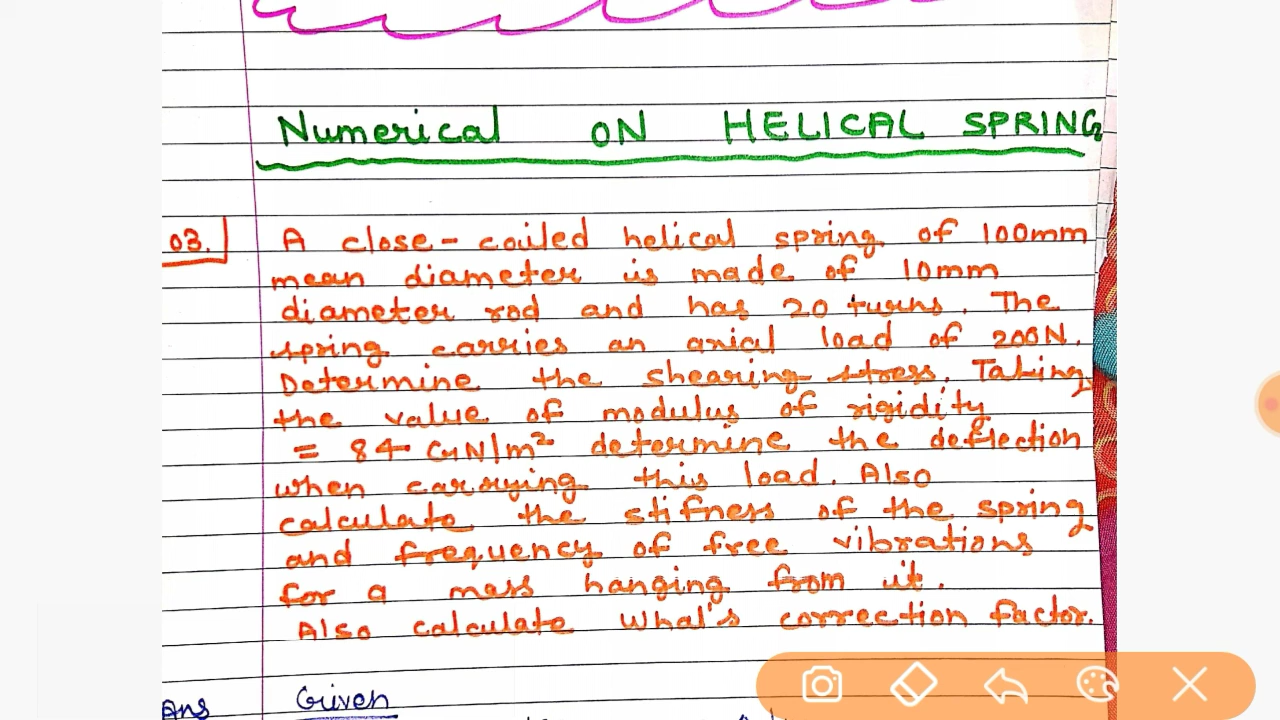 Numerical ON HELICAL SPRING
03. A close-coiled helical spring of 100mm
mean diameter is made of 10mm
diameter rod and has 20 turns. The
spring carries an axial load of 200N.
Determine the shearing stress. Taking
the value of modulus of rigidity
= 84 GN/m² determine the deflection
when carrying this load. Also
calculate the stifness of the spring
and frequency of free vibrations
for a mass hanging from it.
Also calculate whal's correction factor.
Ans Given